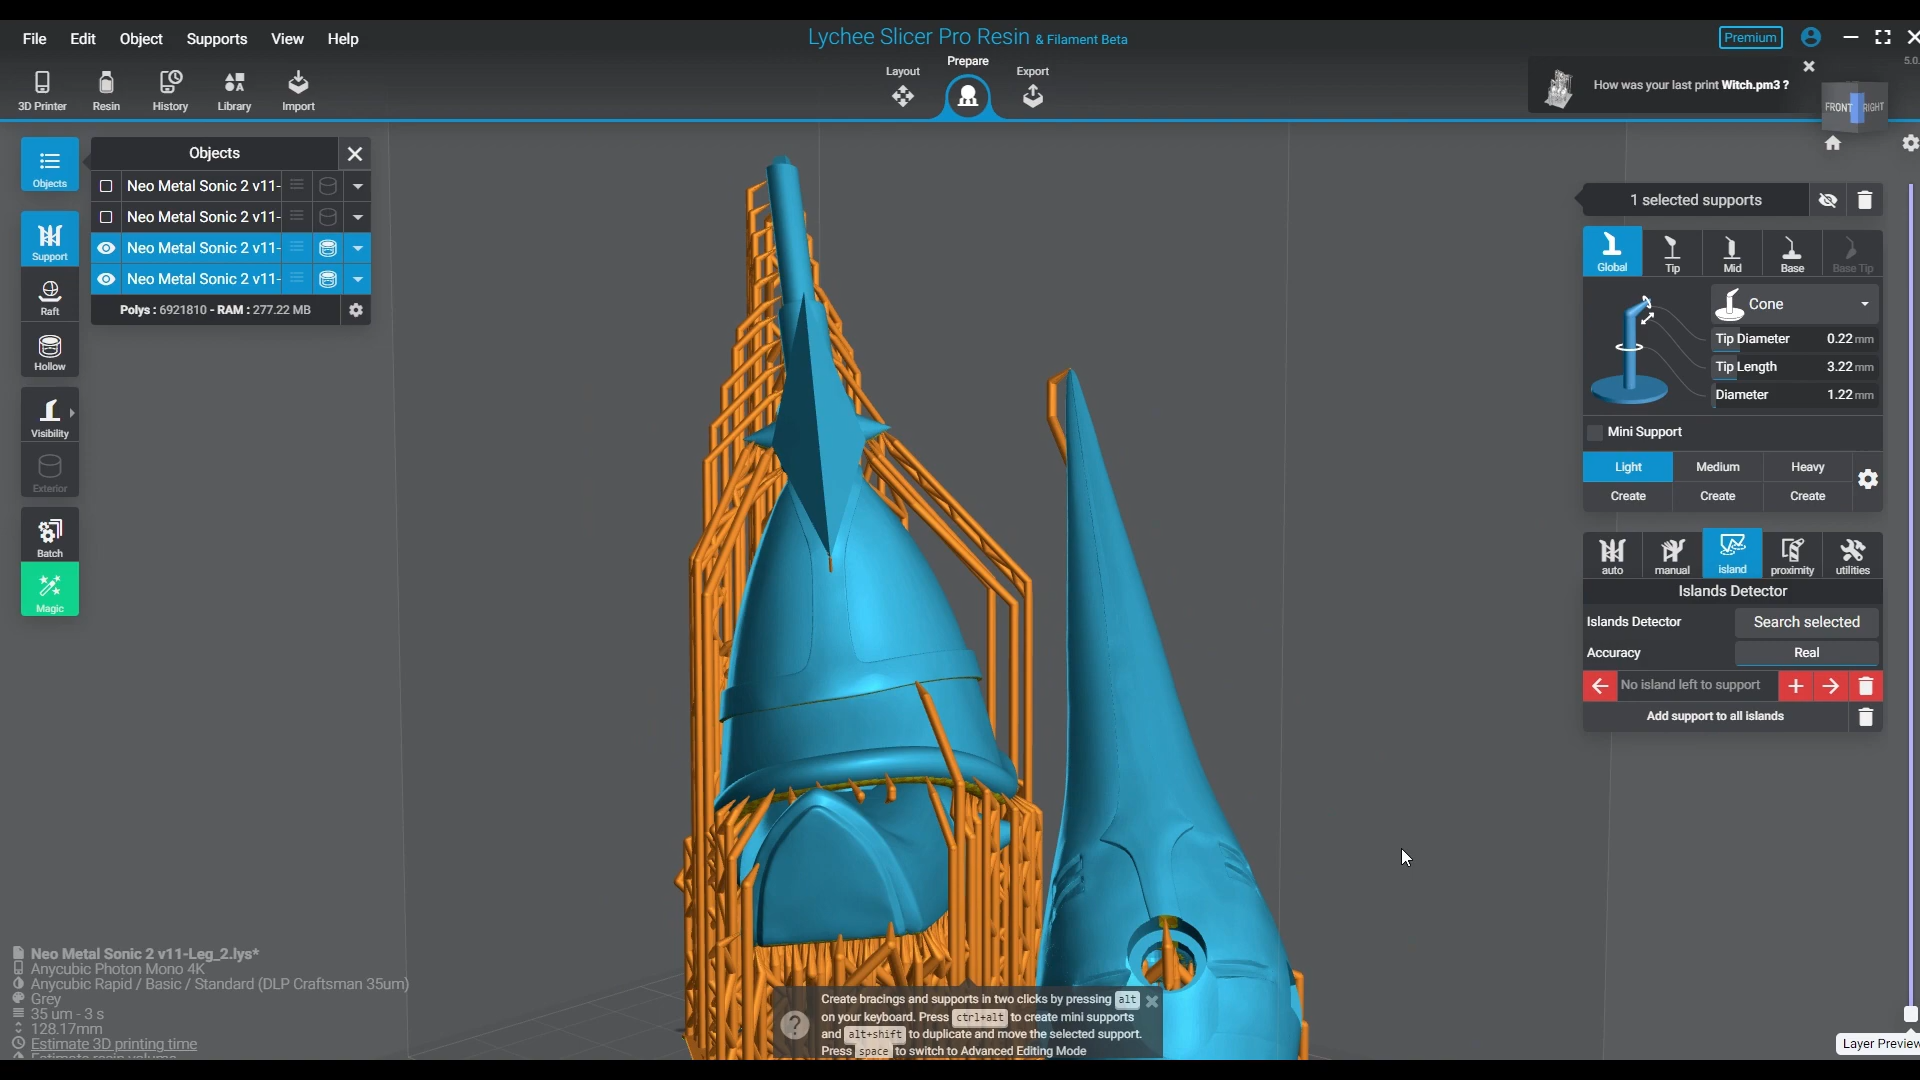 File Edit Object Supports View Help
Lychee Slicer Pro Resin & Filament Beta
Premium
5.0.
3D Printer Resin History Library Import
Layout Prepare Export
How was your last print Witch.pm3 ?
FRONT RIGHT
Objects
Objects
Neo Metal Sonic 2 v11-
Neo Metal Sonic 2 v11-
Neo Metal Sonic 2 v11-
Neo Metal Sonic 2 v11-
Polys : 6921810 - RAM : 277.22 MB
Support
Raft
Hollow
Visibility
Exterior
Batch
Magic
1 selected supports
Global Tip Mid Base Base Tip
Cone
Tip Diameter 0.22 mm
Tip Length 3.22 mm
Diameter 1.22 mm
Mini Support
Light Medium Heavy
Create Create Create
auto manual island proximity utilities
Islands Detector
Islands Detector Search selected
Accuracy Real
No island left to support
Add support to all islands
Neo Metal Sonic 2 v11-Leg_2.lys*
Anycubic Photon Mono 4K
Anycubic Rapid / Basic / Standard (DLP Craftsman 35um)
Grey
35 um - 3 s
128.17mm
Estimate 3D printing time
Estimate resin volume
Create bracings and supports in two clicks by pressing alt
on your keyboard. Press ctrl+alt to create mini supports
and alt+shift to duplicate and move the selected support.
Press space to switch to Advanced Editing Mode
Layer Preview